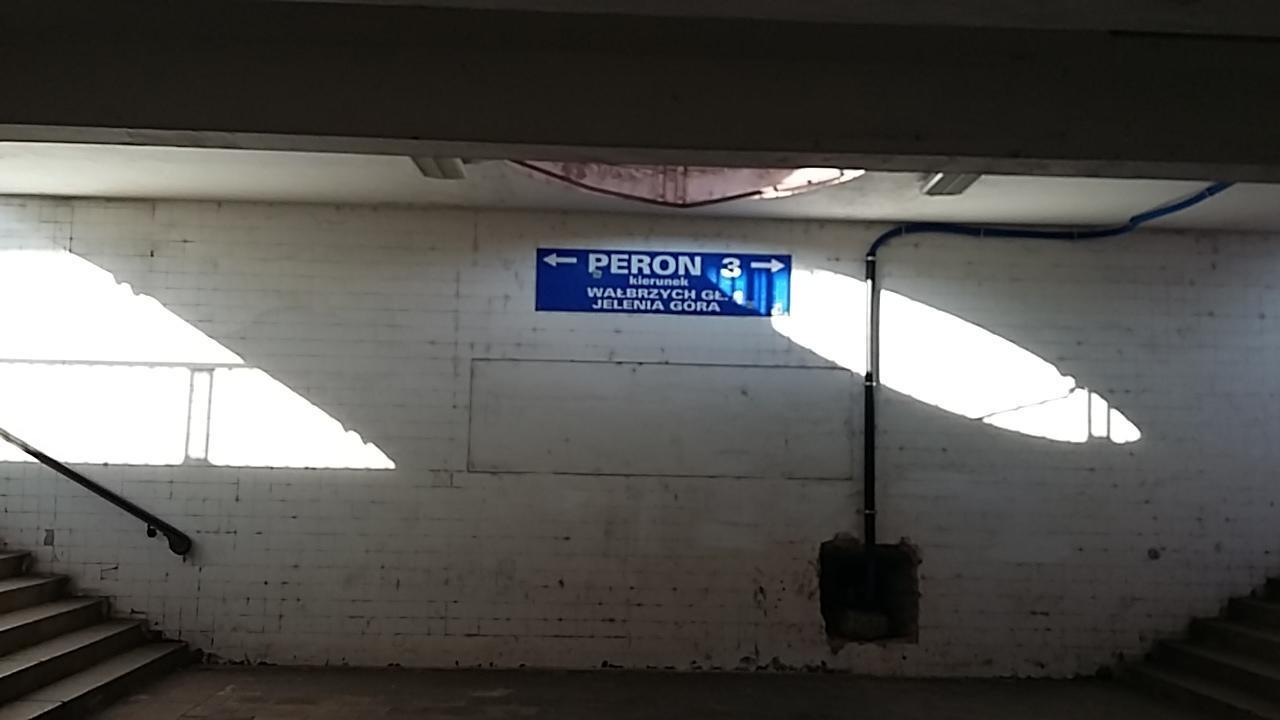 ← PERON 3 →
kierunek
WAŁBRZYCH GŁ.
JELENIA GÓRA